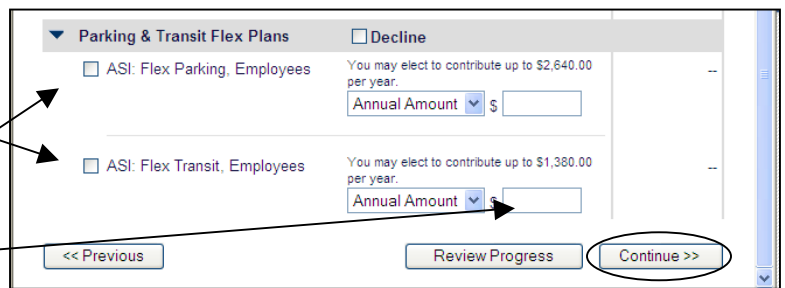 Parking & Transit Flex Plans Decline
ASI: Flex Parking, Employees You may elect to contribute up to $2,640.00
per year. --
Annual Amount $
ASI: Flex Transit, Employees You may elect to contribute up to $1,380.00
per year. --
Annual Amount $
<< Previous Review Progress Continue >>